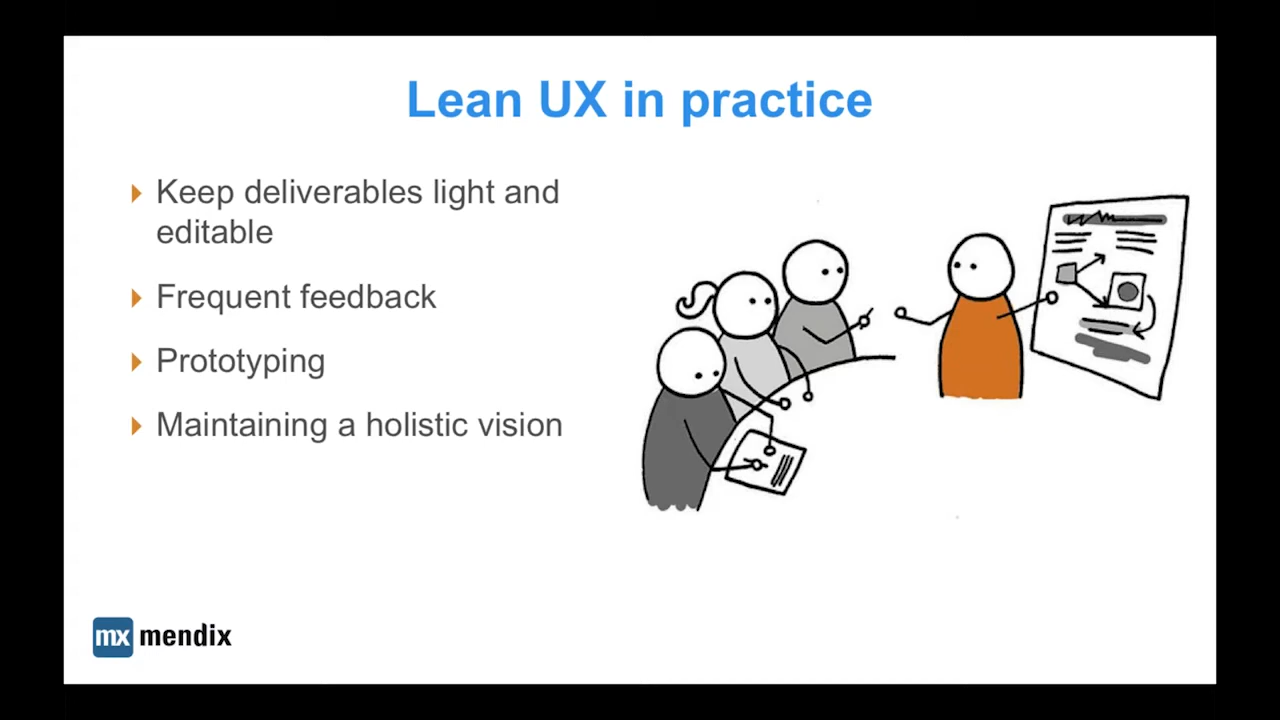 Lean UX in practice
Keep deliverables light and
editable
Frequent feedback
Prototyping
Maintaining a holistic vision
mx mendix